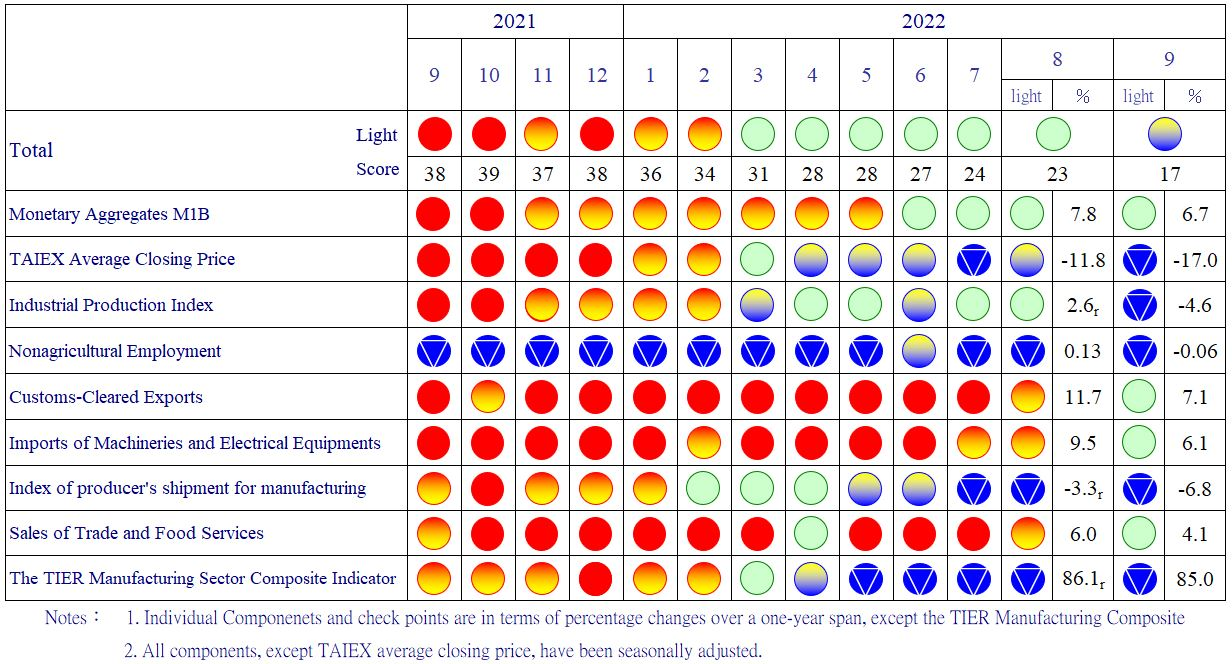 2021 2022
9 10 11 12 1 2 3 4 5 6 7 8 9
light % light %
Total Light
Score 38 39 37 38 36 34 31 28 28 27 24 23 17
Monetary Aggregates M1B 7.8 6.7
TAIEX Average Closing Price -11.8 -17.0
Industrial Production Index 2.6r -4.6
Nonagricultural Employment 0.13 -0.06
Customs-Cleared Exports 11.7 7.1
Imports of Machineries and Electrical Equipments 9.5 6.1
Index of producer's shipment for manufacturing -3.3r -6.8
Sales of Trade and Food Services 6.0 4.1
The TIER Manufacturing Sector Composite Indicator 86.1r 85.0
Notes： 1. Individual Componenets and check points are in terms of percentage changes over a one-year span, except the TIER Manufacturing Composite
2. All components, except TAIEX average closing price, have been seasonally adjusted.